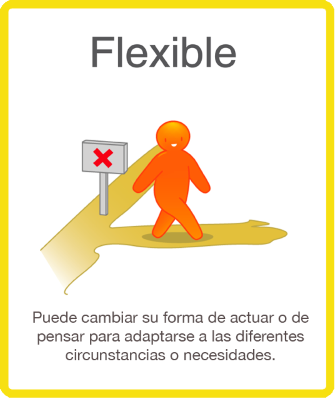 Flexible
Puede cambiar su forma de actuar o de
pensar para adaptarse a las diferentes
circunstancias o necesidades.